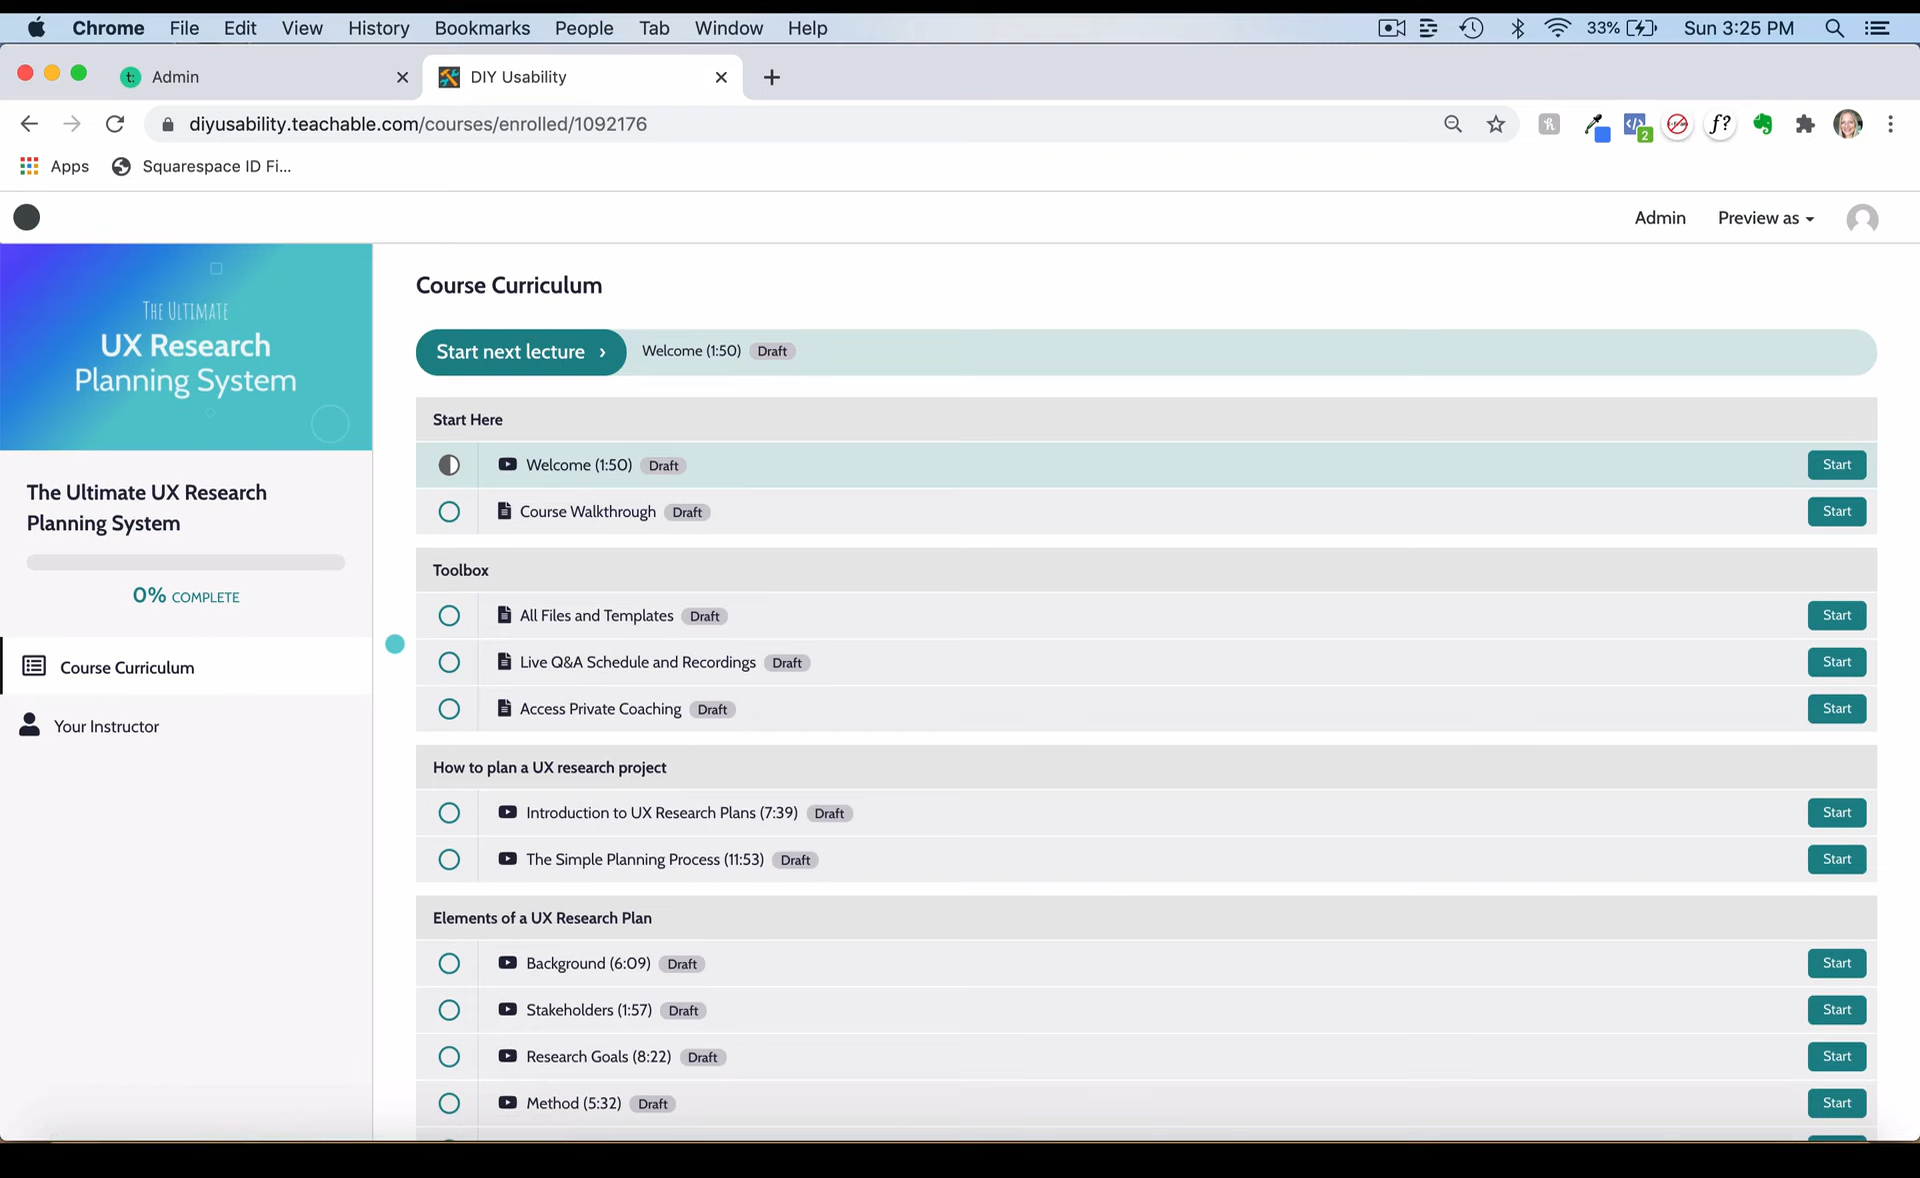 Chrome File Edit View History Bookmarks People Tab Window Help 33% Sun 3:25 PM
t: Admin DIY Usability
diyusability.teachable.com/courses/enrolled/1092176 2 f?
Apps Squarespace ID Fi...
Admin Preview as
THE ULTIMATE
UX Research
Planning System
The Ultimate UX Research
Planning System
0% COMPLETE
Course Curriculum
Your Instructor
Course Curriculum
Start next lecture › Welcome (1:50) Draft
Start Here
Welcome (1:50) Draft Start
Course Walkthrough Draft Start
Toolbox
All Files and Templates Draft Start
Live Q&A Schedule and Recordings Draft Start
Access Private Coaching Draft Start
How to plan a UX research project
Introduction to UX Research Plans (7:39) Draft Start
The Simple Planning Process (11:53) Draft Start
Elements of a UX Research Plan
Background (6:09) Draft Start
Stakeholders (1:57) Draft Start
Research Goals (8:22) Draft Start
Method (5:32) Draft Start